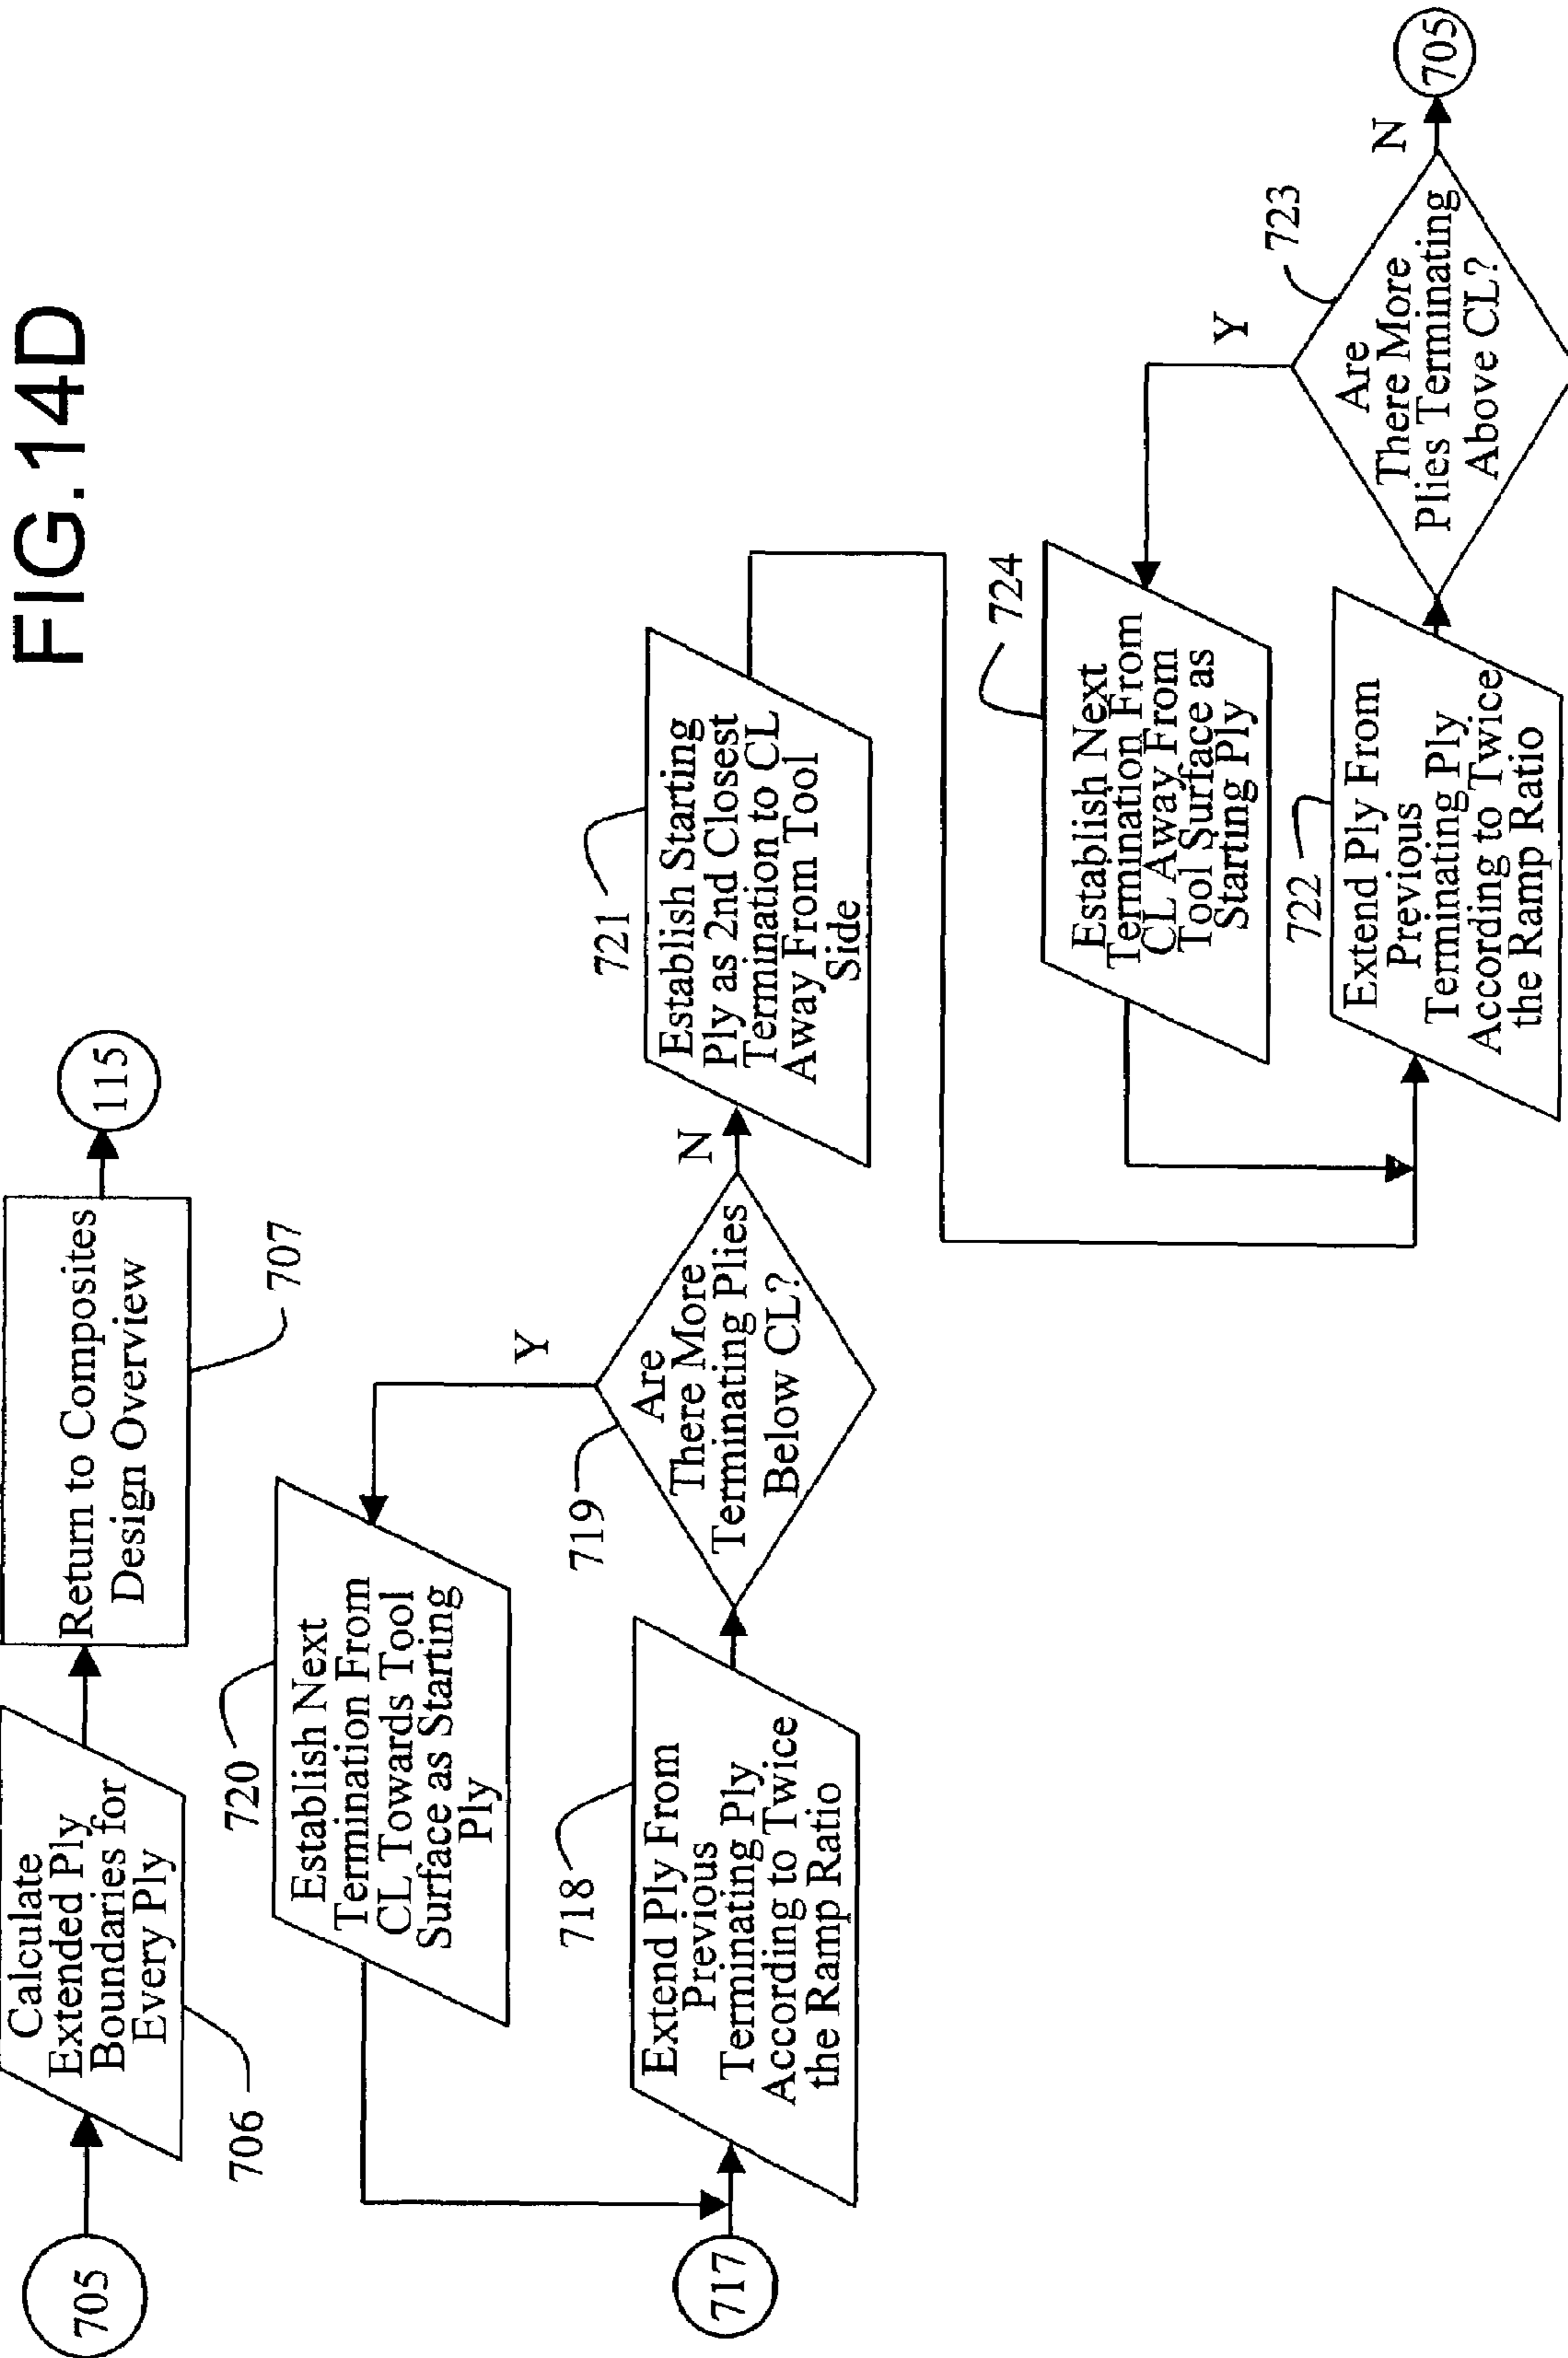 FIG.14D
705
Calculate
Extended Ply
Boundaries for
Every Ply
706
Return to Composites
Design Overview
707
115
717
Establish Next
Termination From
CL Towards Tool
Surface as Starting
Ply
720
Extend Ply From
Previous
Terminating Ply
According to Twice
the Ramp Ratio
718
Are
There More
Terminating Plies
Below CL?
719
Y
N
Establish Starting
Ply as 2nd Closest
Termination to CL
Away From Tool
Side
721
Establish Next
Termination From
CL Away From
Tool Surface as
Starting Ply
724
Extend Ply From
Previous
Terminating Ply
According to Twice
the Ramp Ratio
722
Are
There More
Plies Terminating
Above CL?
723
Y
N
705